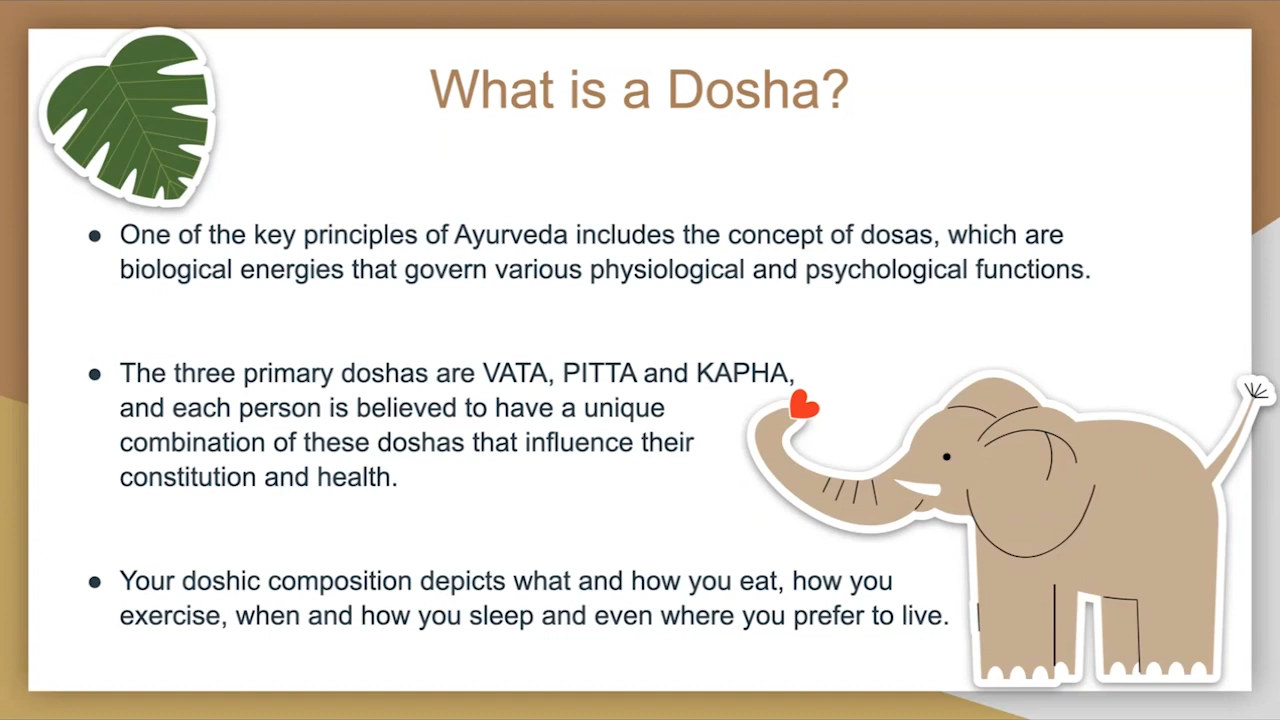 What is a Dosha?
● One of the key principles of Ayurveda includes the concept of dosas, which are
biological energies that govern various physiological and psychological functions.
● The three primary doshas are VATA, PITTA and KAPHA,
and each person is believed to have a unique
combination of these doshas that influence their
constitution and health.
● Your doshic composition depicts what and how you eat, how you
exercise, when and how you sleep and even where you prefer to live.